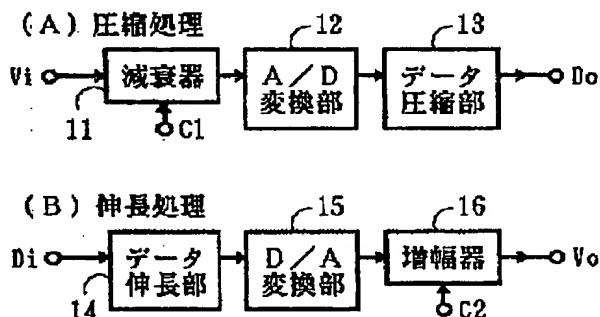 (A) 圧縮処理
12
13
Vi
減衰器
A/D
変換部
データ
圧縮部
Do
11
C1
(B) 伸長処理
15
16
Di
データ
伸長部
D/A
変換部
増幅器
Vo
14
C2